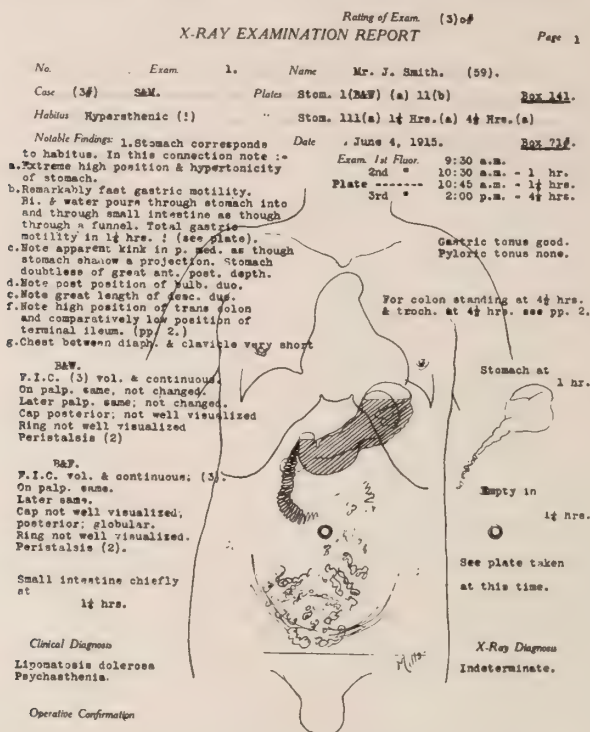 Rating of Exam. (3)o#
X-RAY EXAMINATION REPORT Page 1
No. Exam. 1. Name Mr. J. Smith. (59).
Case (3#) S&M. Plates Stom. 1(B&W) (a) 11(b) Box 141.
Habitus Hypersthenic (!) " Stom. 111(a) 1½ Hrs.(a) 4½ Hrs.(a)
Notable Findings: 1.Stomach corresponds Date June 4, 1915. Box 71#.
to habitus. In this connection note :-
a.Extreme high position & hypertonicity
of stomach.
b.Remarkably fast gastric motility.
Bi. & water pours through stomach into
and through small intestine as though
through a funnel. Total gastric
motility in 1½ hrs. ! (see plate).
c.Note apparent kink in p. med. as though
stomach shadow a projection. Stomach
doubtless of great ant. post. depth.
d.Note post position of bulb. duo.
e.Note great length of desc. duo.
f.Note high position of trans colon
and comparatively low position of
terminal ileum. (pp. 2.)
g.Chest between diaph. & clavicle very short
Exam. 1st Fluor. 9:30 a.m.
2nd " 10:30 a.m. - 1 hr.
Plate ------- 10:45 a.m. - 1¼ hrs.
3rd " 2:00 p.m. - 4½ hrs.
Gastric tonus good.
Pyloric tonus none.
For colon standing at 4½ hrs.
& troch. at 4½ hrs. see pp. 2.
B&W.
F.I.C. (3) vol. & continuous.
On palp. same, not changed.
Later palp. same; not changed.
Cap posterior; not well visualized
Ring not well visualized
Peristalsis (2)
B&F.
F.I.C. vol. & continuous; (3).
On palp. same.
Later same.
Cap not well visualized;
posterior; globular.
Ring not well visualized.
Peristalsis (2).
Small intestine chiefly
at
1½ hrs.
Stomach at
1 hr.
Empty in
1¼ hrs.
See plate taken
at this time.
Clinical Diagnosis
Lipomatosis dolerosa
Psychasthenia.
X-Ray Diagnosis
Indeterminate.
Operative Confirmation